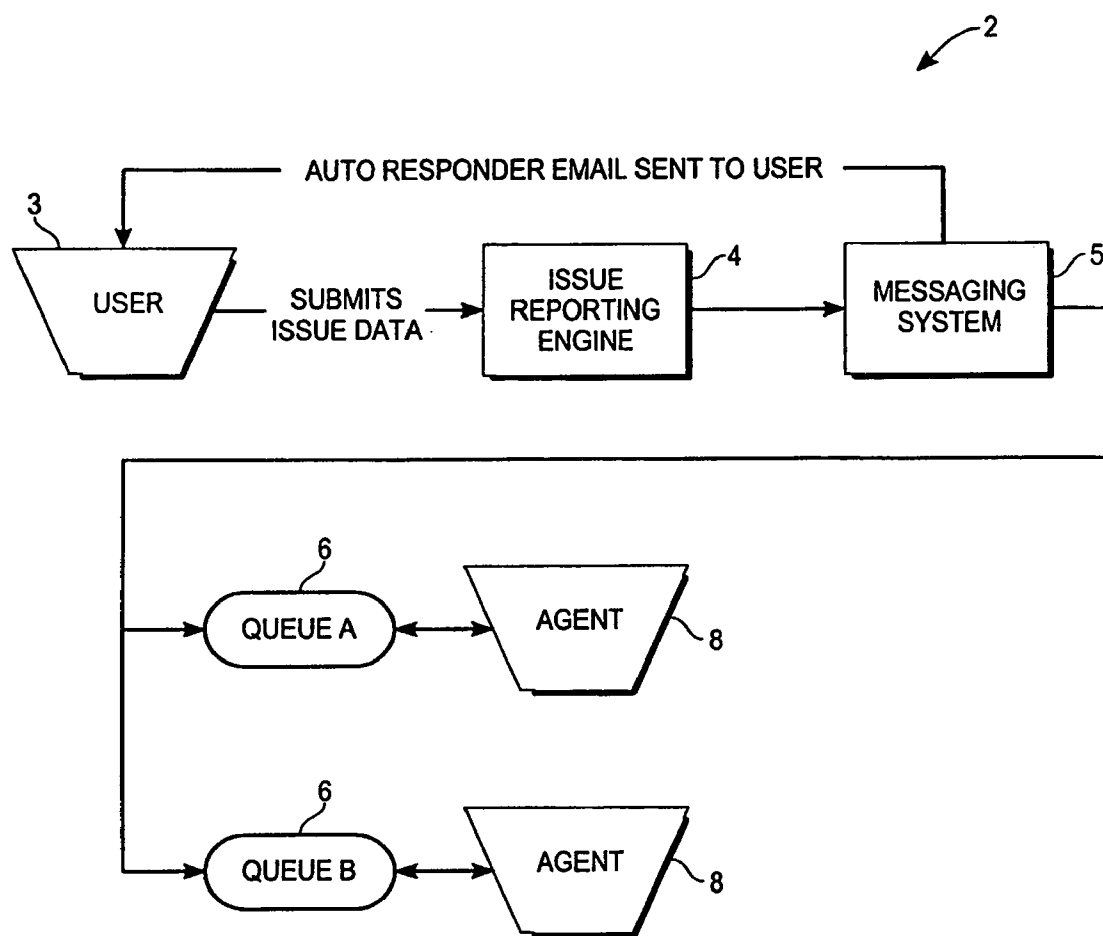 2
AUTO RESPONDER EMAIL SENT TO USER
3
USER
SUBMITS
ISSUE DATA
ISSUE
REPORTING
ENGINE
4
MESSAGING
SYSTEM
5
6
QUEUE A
AGENT
8
6
QUEUE B
AGENT
8